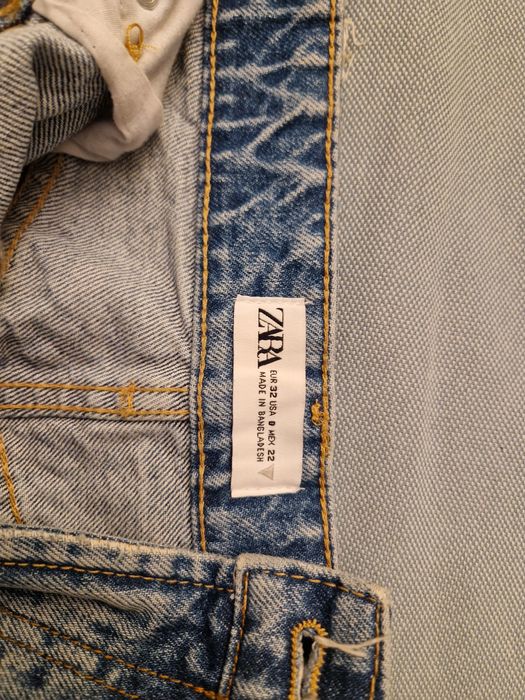 ZARA
EUR 32 USA 0 MEX 22
MADE IN BANGLADESH